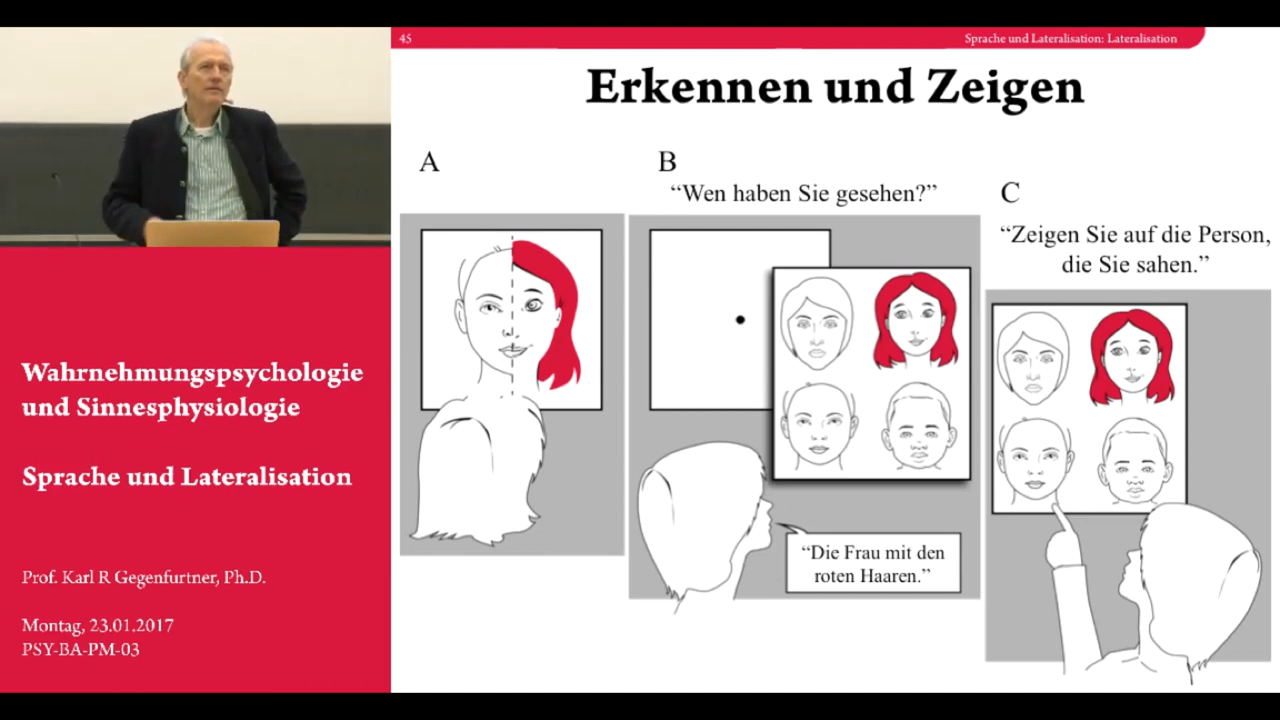 45
Sprache und Lateralisation: Lateralisation
Erkennen und Zeigen
A
B
“Wen haben Sie gesehen?”
C
“Zeigen Sie auf die Person,
die Sie sahen.”
“Die Frau mit den
roten Haaren.”
Wahrnehmungspsychologie
und Sinnesphysiologie
Sprache und Lateralisation
Prof. Karl R Gegenfurtner, Ph.D.
Montag, 23.01.2017
PSY-BA-PM-03